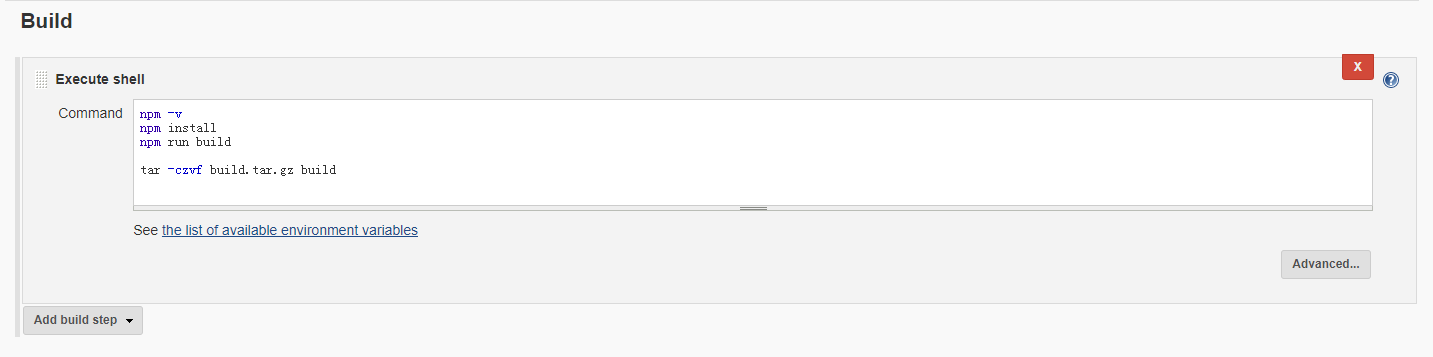 Build
Execute shell
X
?
Command
npm -v
npm install
npm run build
tar -czvf build.tar.gz build
See the list of available environment variables
Advanced...
Add build step